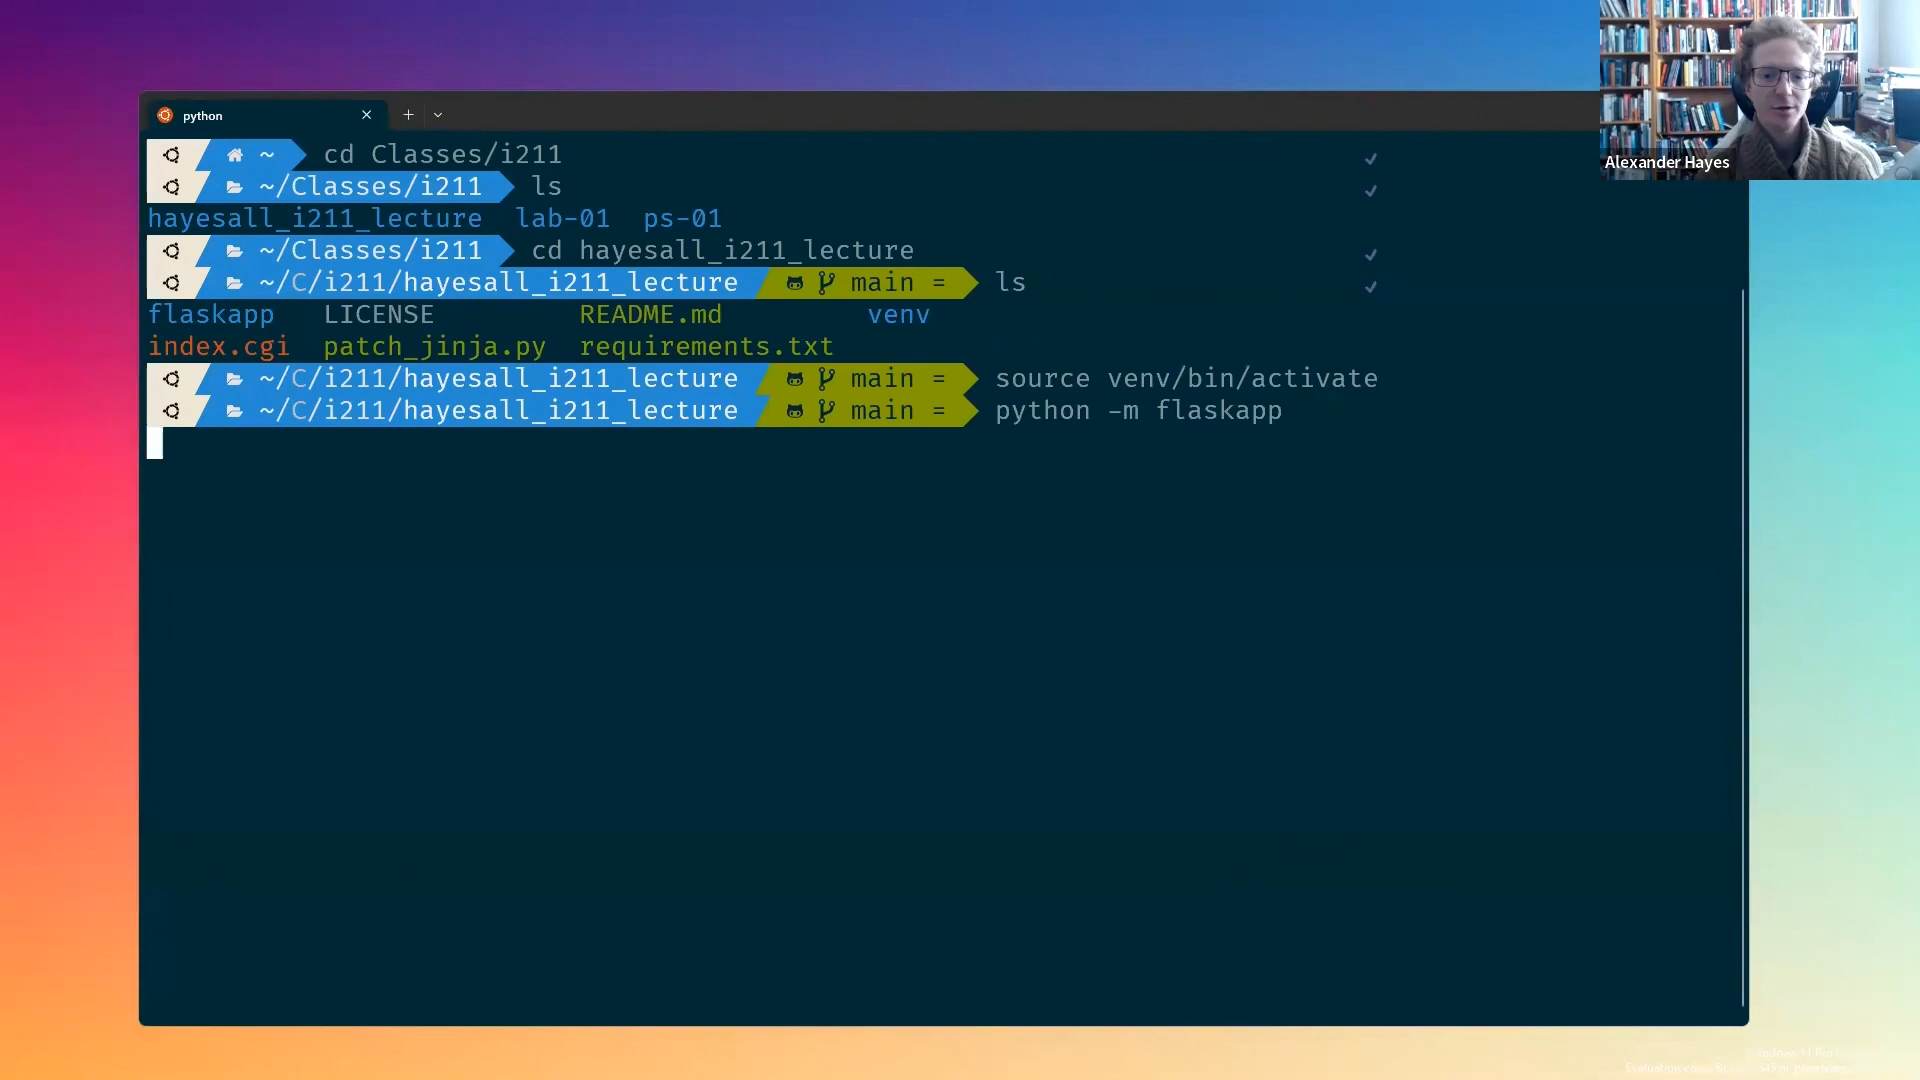 python
~ cd Classes/i211
~/Classes/i211 ls
hayesall_i211_lecture lab-01 ps-01
~/Classes/i211 cd hayesall_i211_lecture
~/C/i211/hayesall_i211_lecture main = ls
flaskapp LICENSE README.md venv
index.cgi patch_jinja.py requirements.txt
~/C/i211/hayesall_i211_lecture main = source venv/bin/activate
~/C/i211/hayesall_i211_lecture main = python -m flaskapp
Alexander Hayes